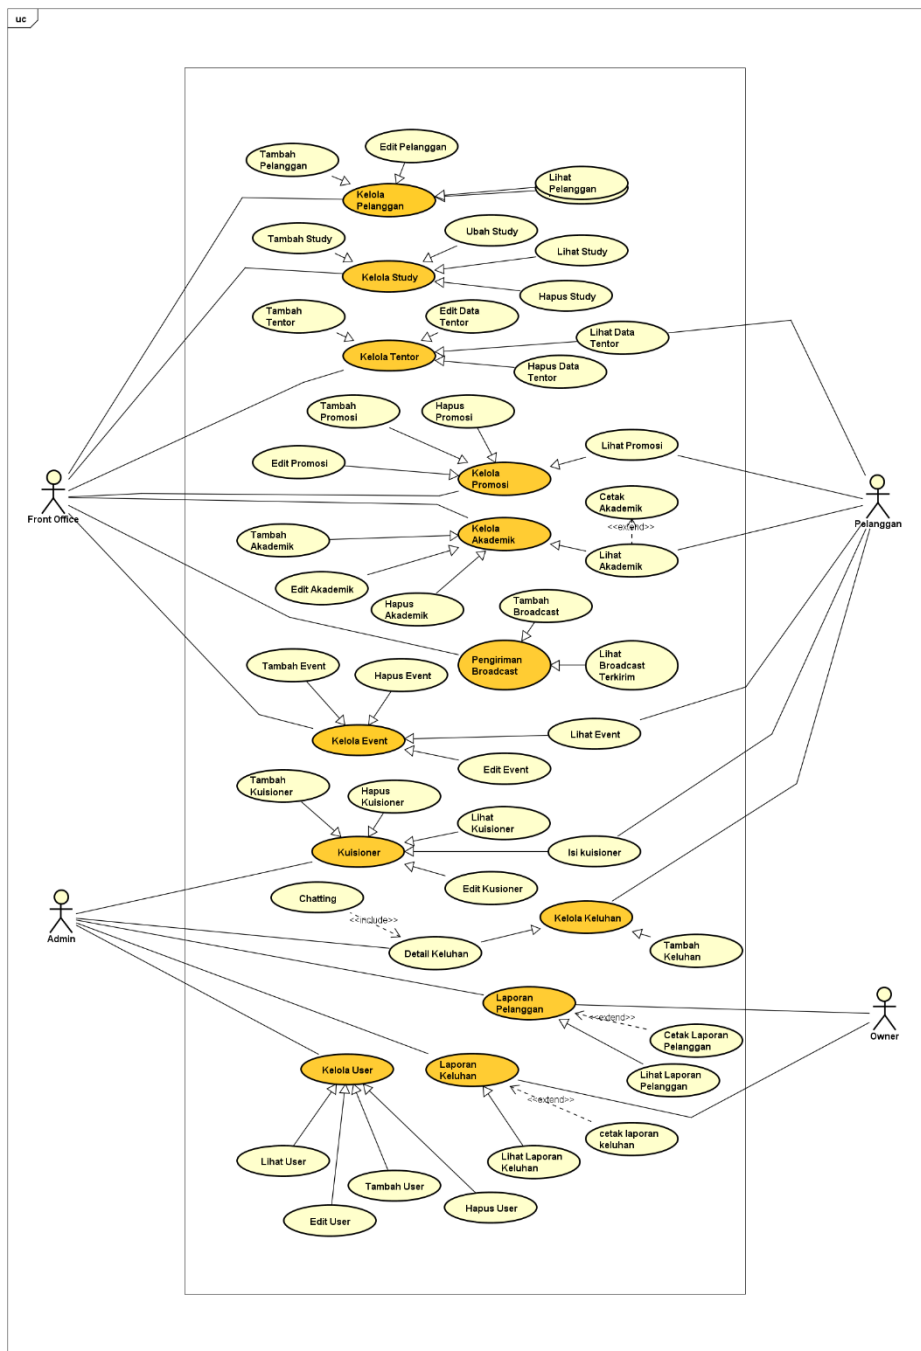 uc
Edit Pelanggan
Tambah
Pelanggan
Lihat
Pelanggan
Kelola
Pelanggan
Ubah Study
Tambah Study
Lihat Study
Kelola Study
Hapus Study
Tambah
Tentor
Edit Data
Tentor
Lihat Data
Tentor
Kelola Tentor
Hapus Data
Tentor
Tambah
Promosi
Hapus
Promosi
Lihat Promosi
Edit Promosi
Kelola
Promosi
Cetak
Akademik
Front Office
Pelanggan
<<extend>>
Kelola
Akademik
Tambah
Akademik
Lihat
Akademik
Edit Akademik
Hapus
Akademik
Tambah
Broadcast
Pengiriman
Broadcast
Lihat
Broadcast
Terkirim
Tambah Event
Hapus Event
Lihat Event
Kelola Event
Edit Event
Tambah
Kuisioner
Hapus
Kuisioner
Lihat
Kuisioner
Kuisioner
Isi kuisioner
Edit Kusioner
Chatting
<<include>>
Kelola Keluhan
Admin
Detail Keluhan
Tambah
Keluhan
Laporan
Pelanggan
<<extend>>
Owner
Cetak Laporan
Pelanggan
Kelola User
Laporan
Keluhan
Lihat Laporan
Pelanggan
<<extend>>
cetak laporan
keluhan
Lihat User
Lihat Laporan
Keluhan
Tambah User
Hapus User
Edit User